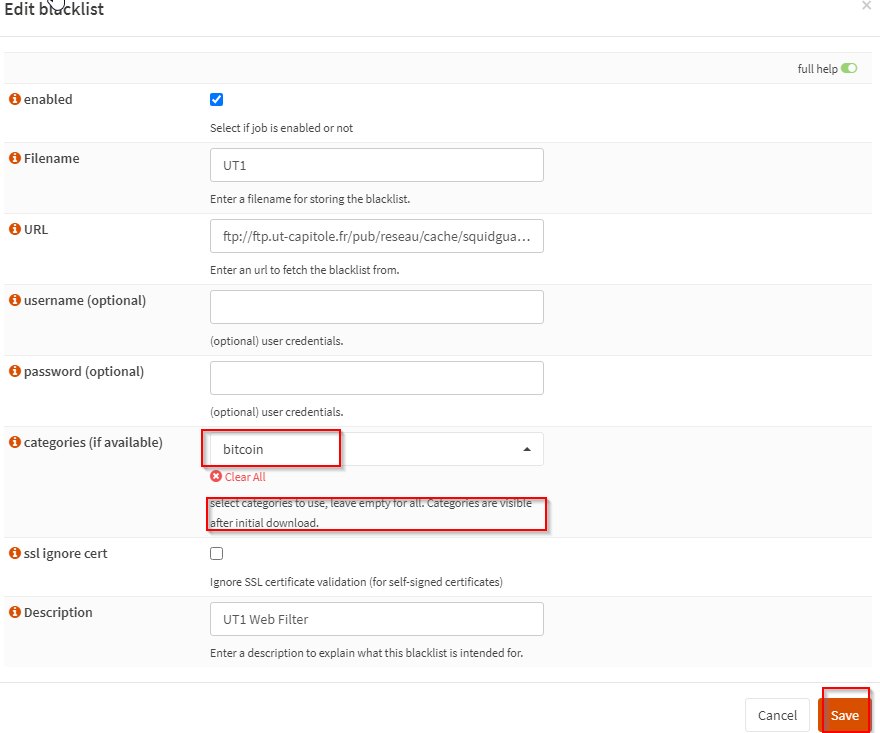 Edit blacklist
×
full help
enabled
Select if job is enabled or not
Filename
UT1
Enter a filename for storing the blacklist.
URL
ftp://ftp.ut-capitole.fr/pub/reseau/cache/squidgua...
Enter an url to fetch the blacklist from.
username (optional)
(optional) user credentials.
password (optional)
(optional) user credentials.
categories (if available)
bitcoin
Clear All
select categories to use, leave empty for all. Categories are visible
after initial download.
ssl ignore cert
Ignore SSL certificate validation (for self-signed certificates)
Description
UT1 Web Filter
Enter a description to explain what this blacklist is intended for.
Cancel
Save